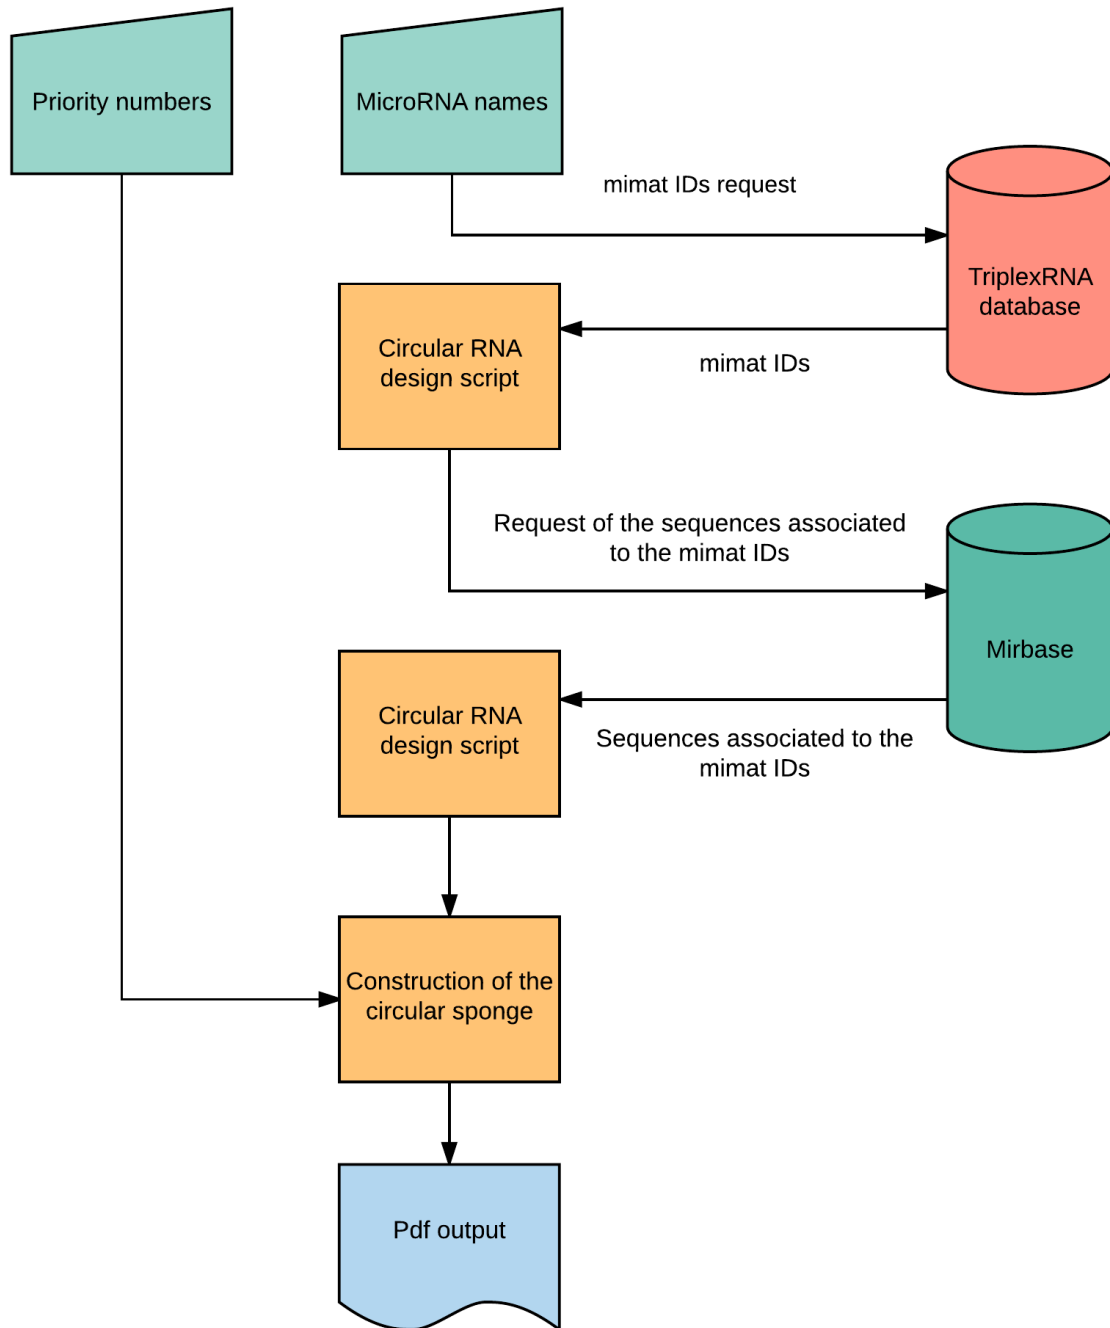 Priority numbers
MicroRNA names
mimat IDs request
TriplexRNA
database
Circular RNA
design script
mimat IDs
Request of the sequences associated
to the mimat IDs
Mirbase
Circular RNA
design script
Sequences associated to the
mimat IDs
Construction of the
circular sponge
Pdf output